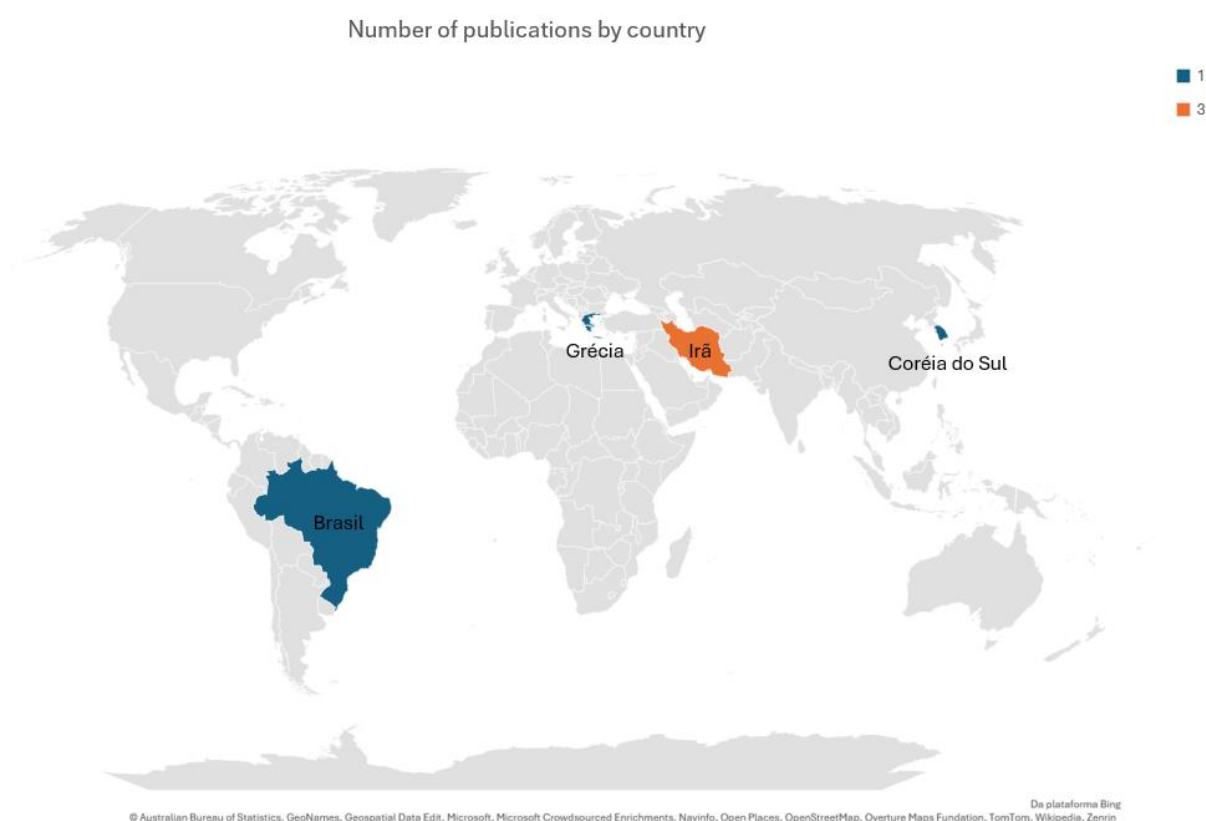 Number of publications by country
1
3
Grécia
Irã
Coréia do Sul
Brasil
Da plataforma Bing
© Australian Bureau of Statistics, GeoNames, Geospatial Data Edit, Microsoft, Microsoft Crowdsourced Enrichments, Navinfo, Open Places, OpenStreetMap, Overture Maps Fundation, TomTom, Wikipedia, Zenrin